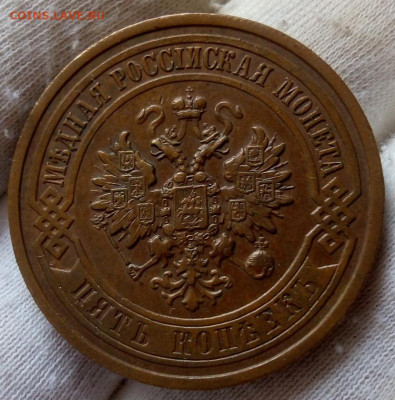 COINS.LAVE.RU
МѢДНАЯ РОССІЙСКАЯ МОНЕТА
ПЯТЬ КОПѢЕКЪ